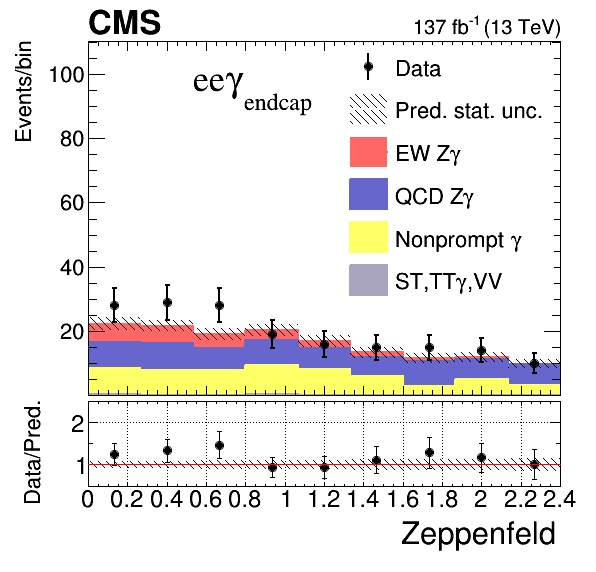 CMS 137 fb⁻¹ (13 TeV)
Events/bin
100
80
60
40
20
eeγendcap
Data
Pred. stat. unc.
EW Zγ
QCD Zγ
Nonprompt γ
ST,TTγ,VV
Data/Pred.
2
1
0 0.2 0.4 0.6 0.8 1 1.2 1.4 1.6 1.8 2 2.2 2.4
Zeppenfeld